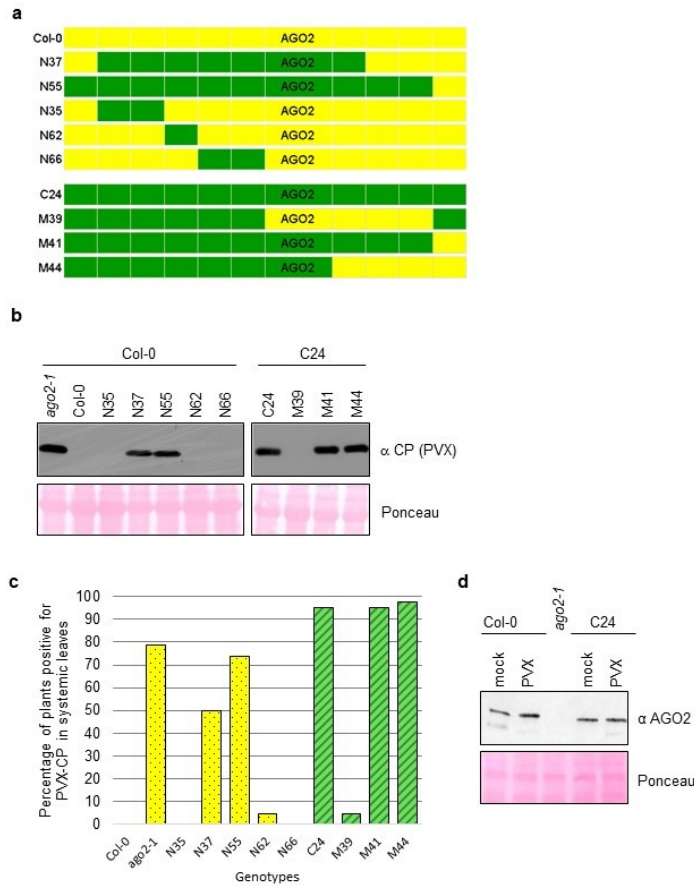 a
Col-0 AGO2
N37 AGO2
N55 AGO2
N35 AGO2
N62 AGO2
N66 AGO2
C24 AGO2
M39 AGO2
M41 AGO2
M44 AGO2
b
Col-0 C24
ago2-1 Col-0 N35 N37 N55 N62 N66 C24 M39 M41 M44
α CP (PVX)
Ponceau
c
Percentage of plants positive for
PVX-CP in systemic leaves
100
90
80
70
60
50
40
30
20
10
0
Col-0 ago2-1 N35 N37 N55 N62 N66 C24 M39 M41 M44
Genotypes
d
Col-0 ago2-1 C24
mock PVX mock PVX
α AGO2
Ponceau